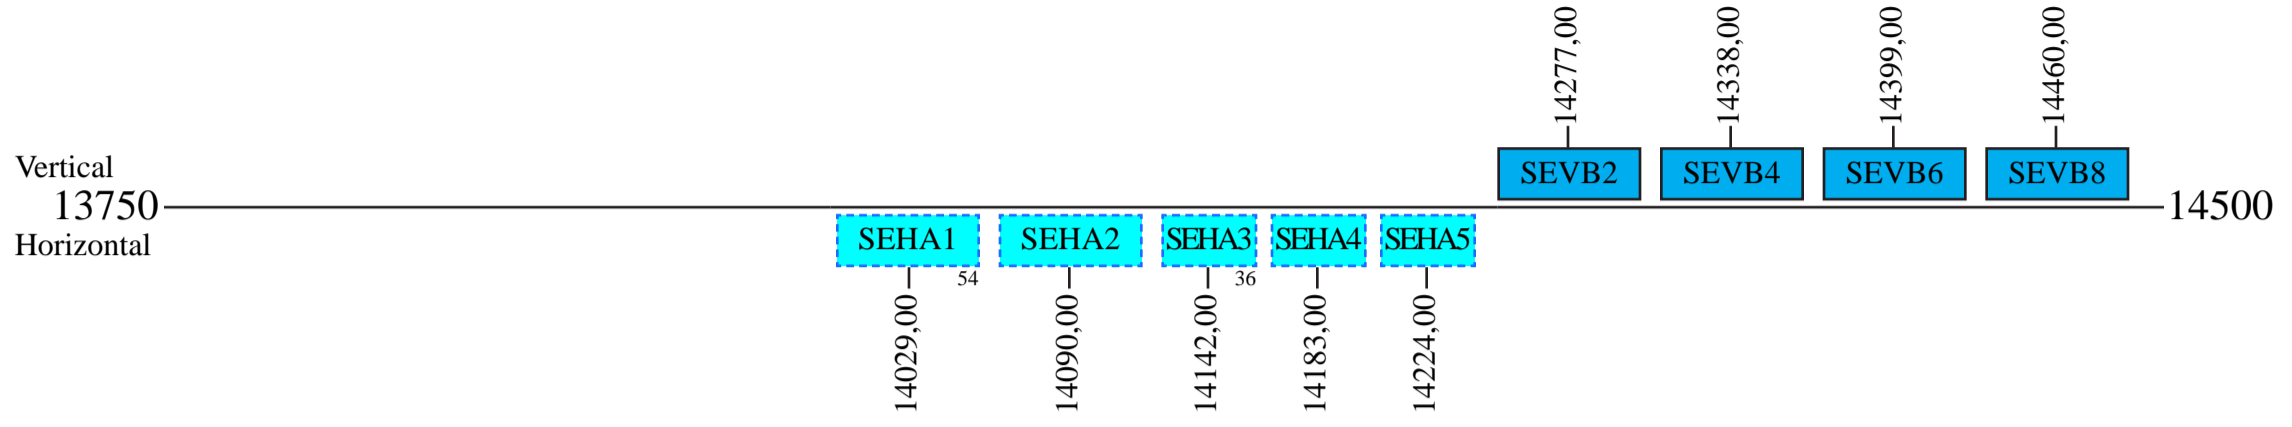 14277,00 14338,00 14399,00 14460,00
Vertical
SEVB2 SEVB4 SEVB6 SEVB8
13750 14500
Horizontal
SEHA1 SEHA2 SEHA3 SEHA4 SEHA5
54 36
14029,00 14090,00 14142,00 14183,00 14224,00